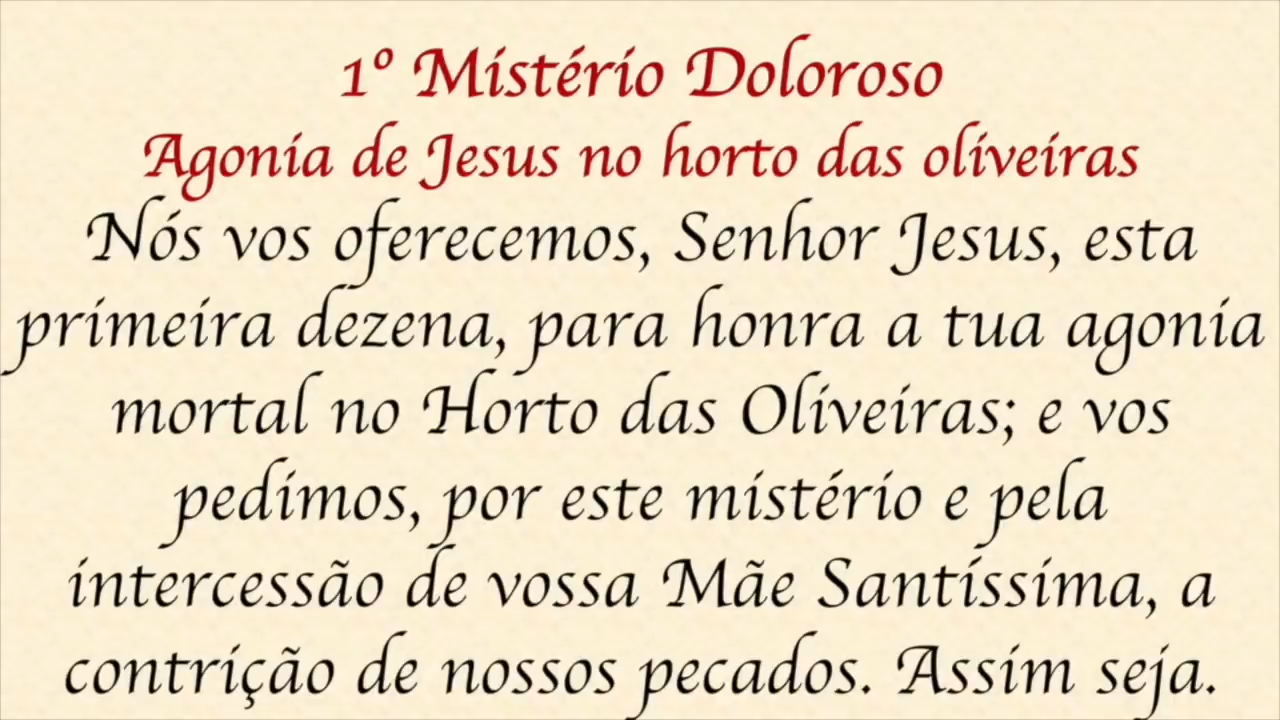 1º Mistério Doloroso
Agonia de Jesus no horto das oliveiras
Nós vos oferecemos, Senhor Jesus, esta
primeira dezena, para honra a tua agonia
mortal no Horto das Oliveiras; e vos
pedimos, por este mistério e pela
intercessão de vossa Mãe Santíssima, a
contrição de nossos pecados. Assim seja.